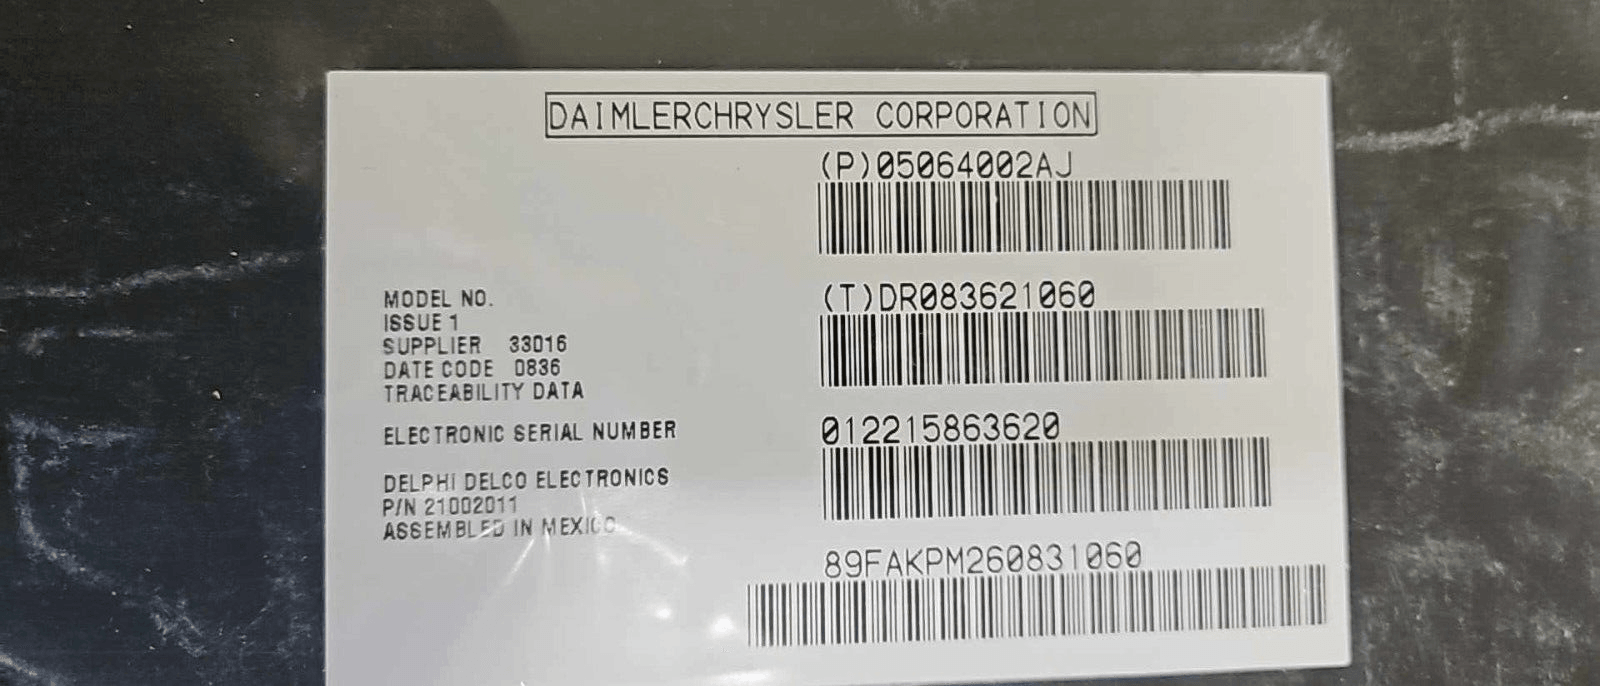 DAIMLERCHRYSLER CORPORATION
(P)05064002AJ
(T)DR083621060
MODEL NO.
ISSUE 1
SUPPLIER 33016
DATE CODE 0836
TRACEABILITY DATA
ELECTRONIC SERIAL NUMBER
012215863620
DELPHI DELCO ELECTRONICS
P/N 21002011
ASSEMBLED IN MEXICO
89FAKPM260831060